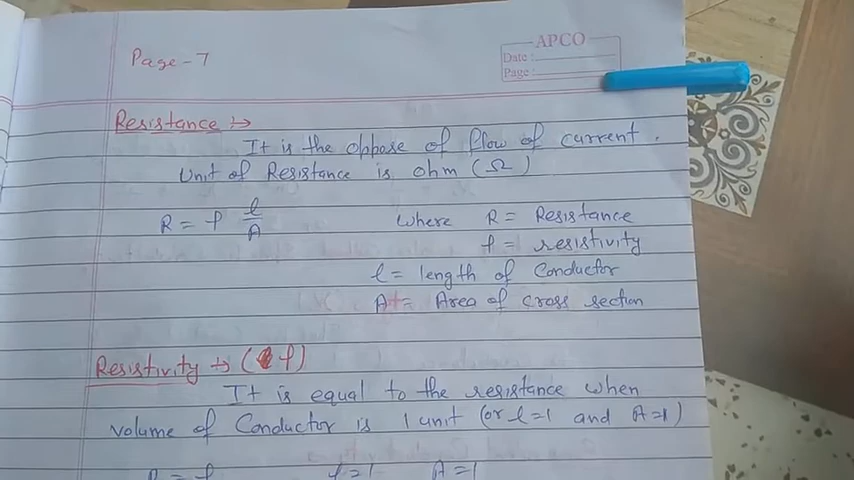 Page-7
APCO
Date:
Page:
Resistance :→
It is the oppose of flow of current.
Unit of Resistance is ohm (Ω)
R = ρ l/A where R = Resistance
ρ = resistivity
l = length of Conductor
A = Area of cross section
Resistivity → (ρ)
It is equal to the resistance when
volume of Conductor is 1 unit (or l=1 and A=1)
R = ρ l=1 A=1